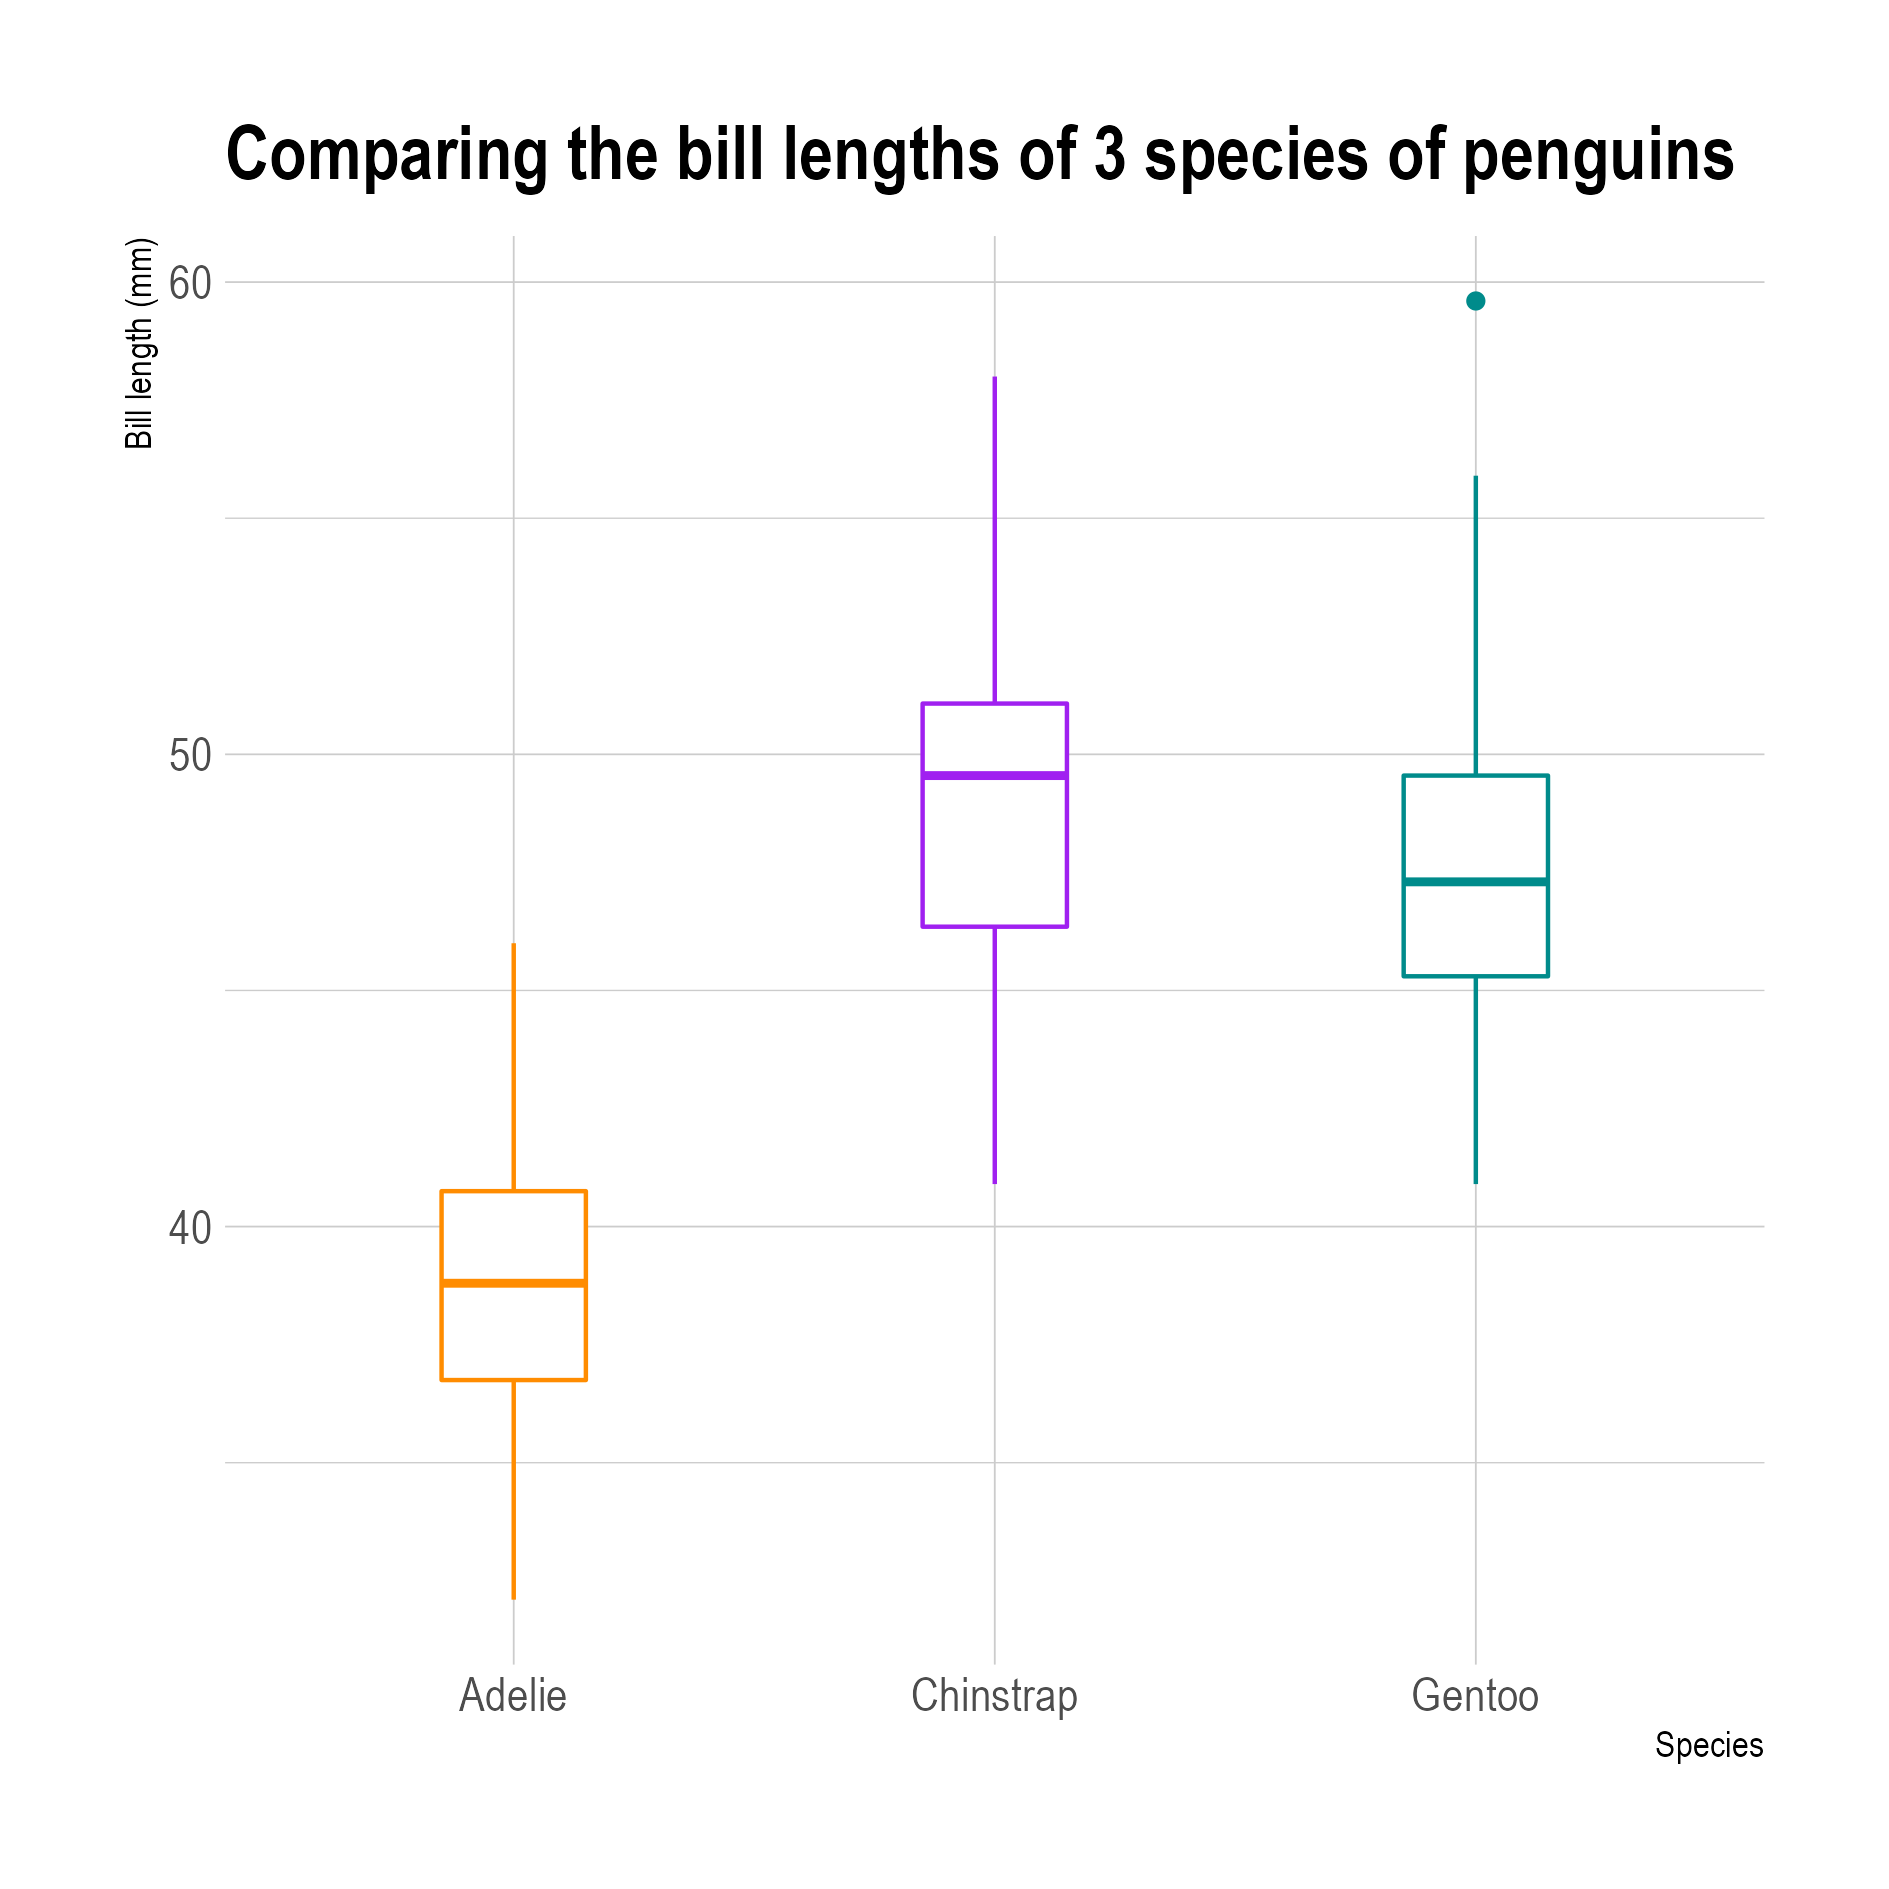 Comparing the bill lengths of 3 species of penguins
Bill length (mm)
60
50
40
Adelie Chinstrap Gentoo
Species